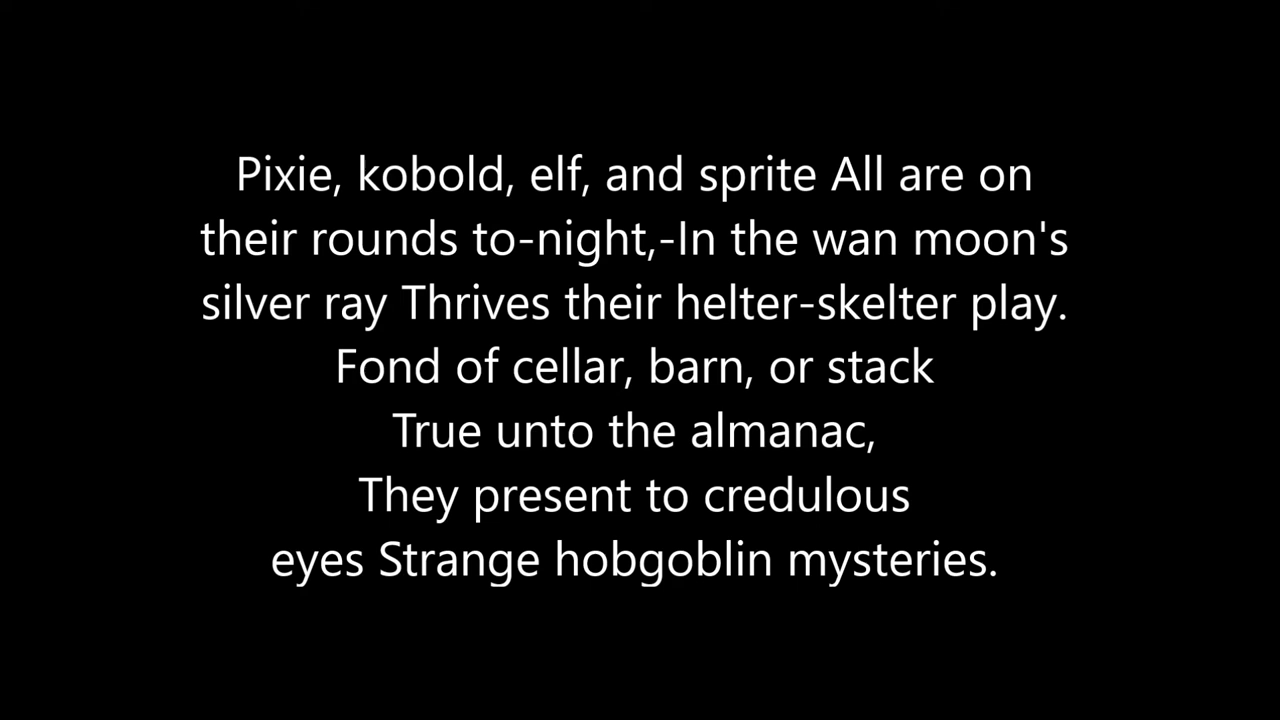 Pixie, kobold, elf, and sprite All are on
their rounds to-night,-In the wan moon's
silver ray Thrives their helter-skelter play.
Fond of cellar, barn, or stack
True unto the almanac,
They present to credulous
eyes Strange hobgoblin mysteries.